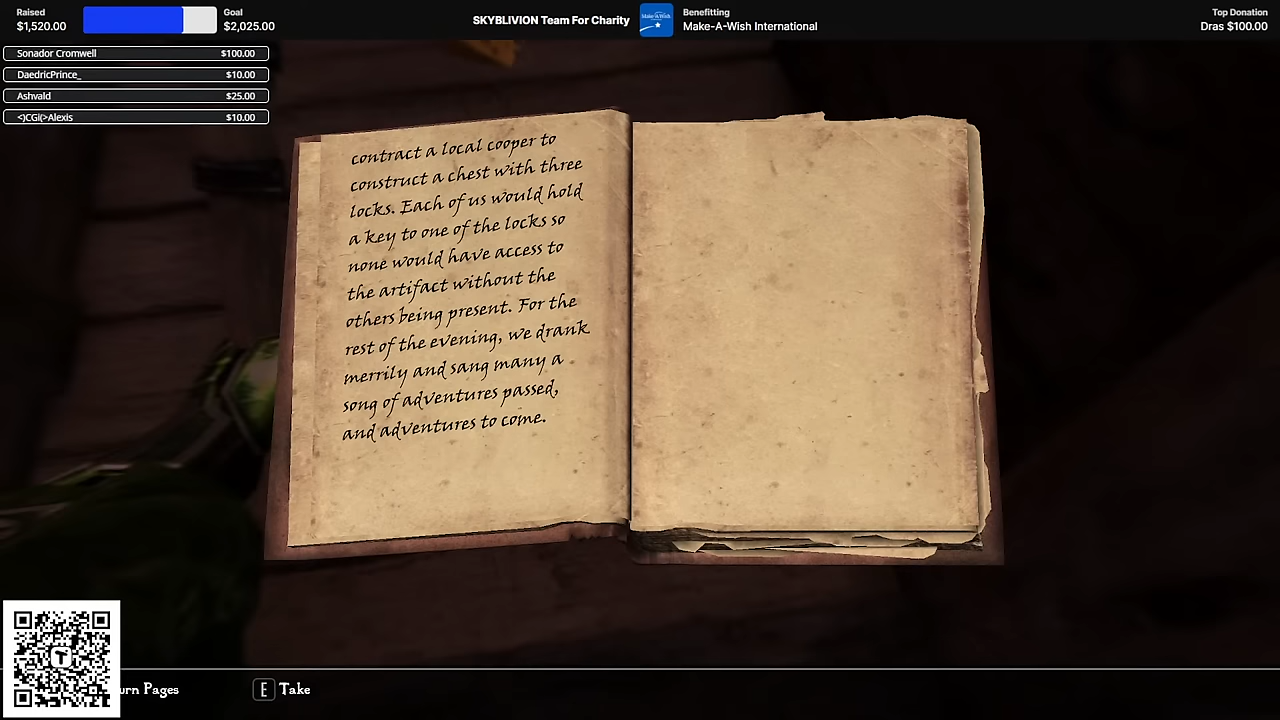 Raised
$1,520.00
Goal
$2,025.00
SKYBLIVION Team For Charity
Make-A-Wish
Benefitting
Make-A-Wish International
Top Donation
Dras $100.00
Sonador Cromwell $100.00
DaedricPrince_ $10.00
Ashvald $25.00
<)CGi(>Alexis $10.00
contract a local cooper to
construct a chest with three
locks. Each of us would hold
a key to one of the locks so
none would have access to
the artifact without the
others being present. For the
rest of the evening, we drank
merrily and sang many a
song of adventures passed,
and adventures to come.
T
urn Pages
E Take